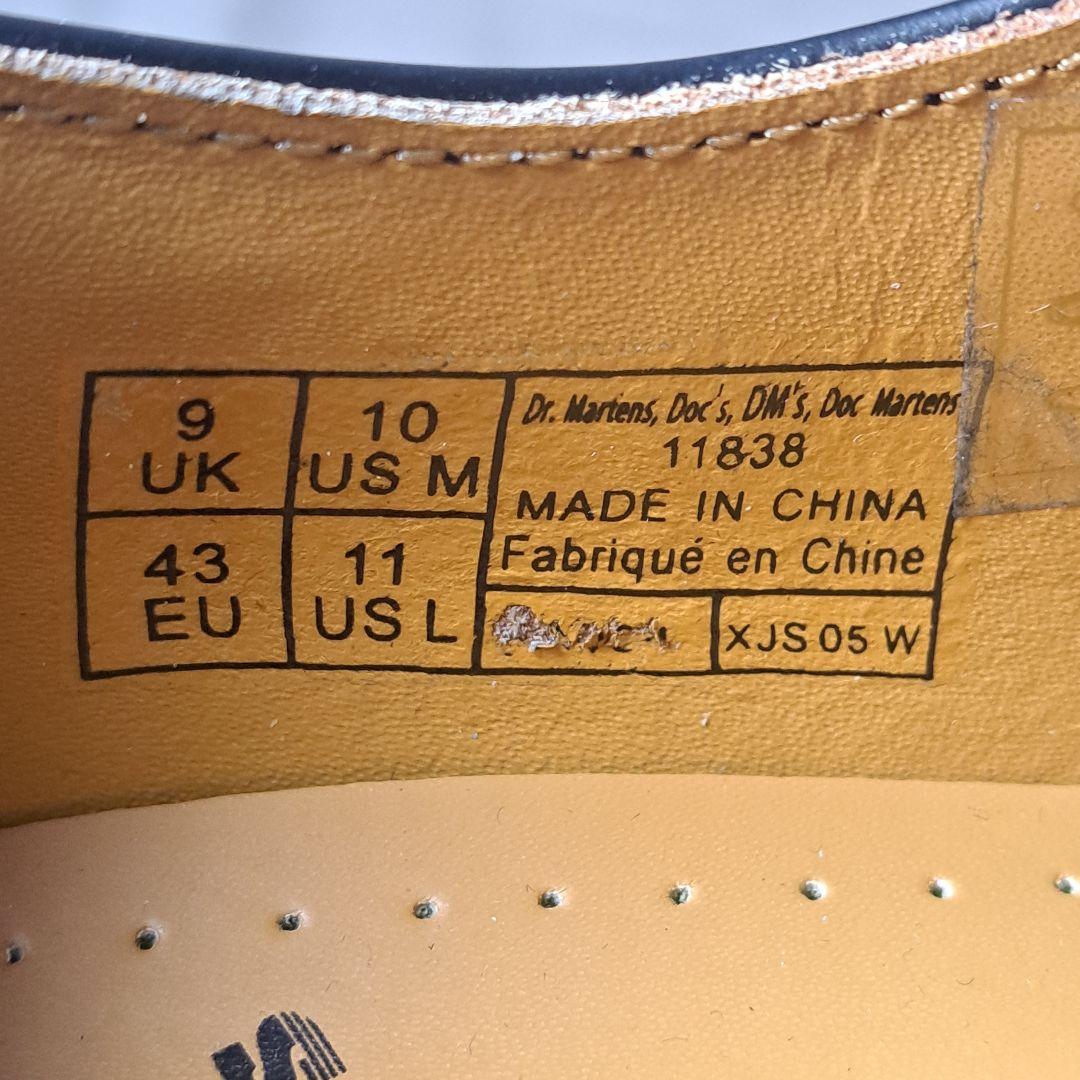 9
UK
10
US M
43
EU
11
US L
Dr. Martens, Doc's, DM's, Doc Martens
11838
MADE IN CHINA
Fabriqué en Chine
XJS 05 W